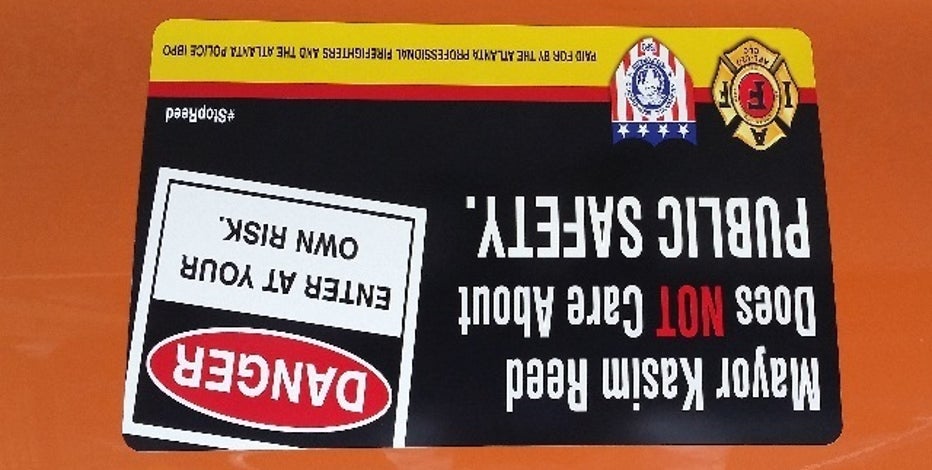 Mayor Kasim Reed
Does NOT Care About
PUBLIC SAFETY.
DANGER
ENTER AT YOUR
OWN RISK.
#StopReed
A
I F F
CLC
PAID FOR BY THE ATLANTA PROFESSIONAL FIREFIGHTERS AND THE ATLANTA POLICE IBPO